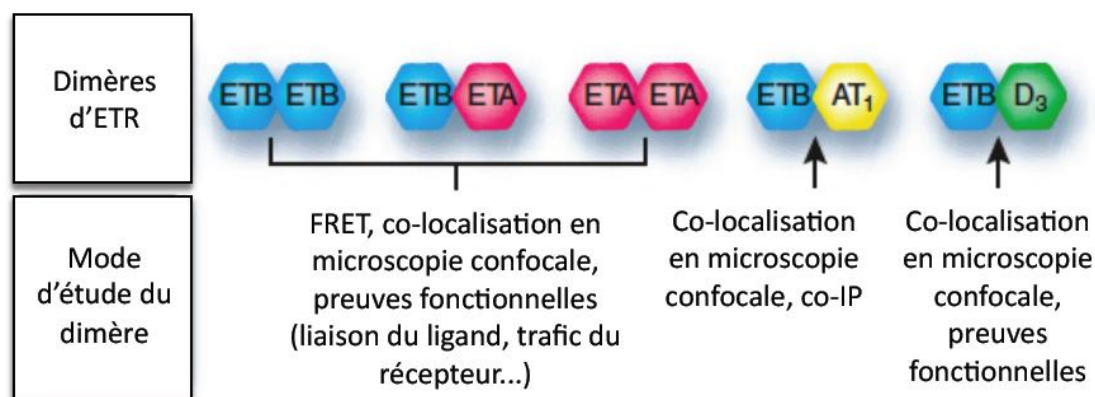 Dimères
d'ETR
ETB ETB
ETB ETA
ETA ETA
ETB AT₁
ETB D₃
Mode
d'étude du
dimère
FRET, co-localisation en
microscopie confocale,
preuves fonctionnelles
(liaison du ligand, trafic du
récepteur...)
Co-localisation
en microscopie
confocale, co-IP
Co-localisation
en microscopie
confocale,
preuves
fonctionnelles